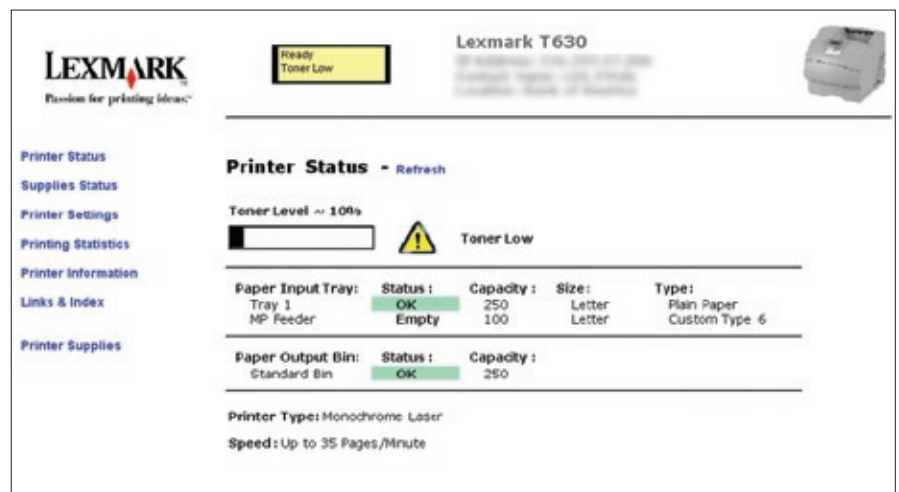 LEXMARK
Passion for printing ideas.™
Ready
Toner Low
Lexmark T630
Printer Status
Supplies Status
Printer Settings
Printing Statistics
Printer Information
Links & Index
Printer Supplies
Printer Status - Refresh
Toner Level ~ 10%
Toner Low
Paper Input Tray: Status: Capacity: Size: Type:
Tray 1 OK 250 Letter Plain Paper
MP Feeder Empty 100 Letter Custom Type 6
Paper Output Bin: Status: Capacity:
Standard Bin OK 250
Printer Type: Monochrome Laser
Speed: Up to 35 Pages/Minute